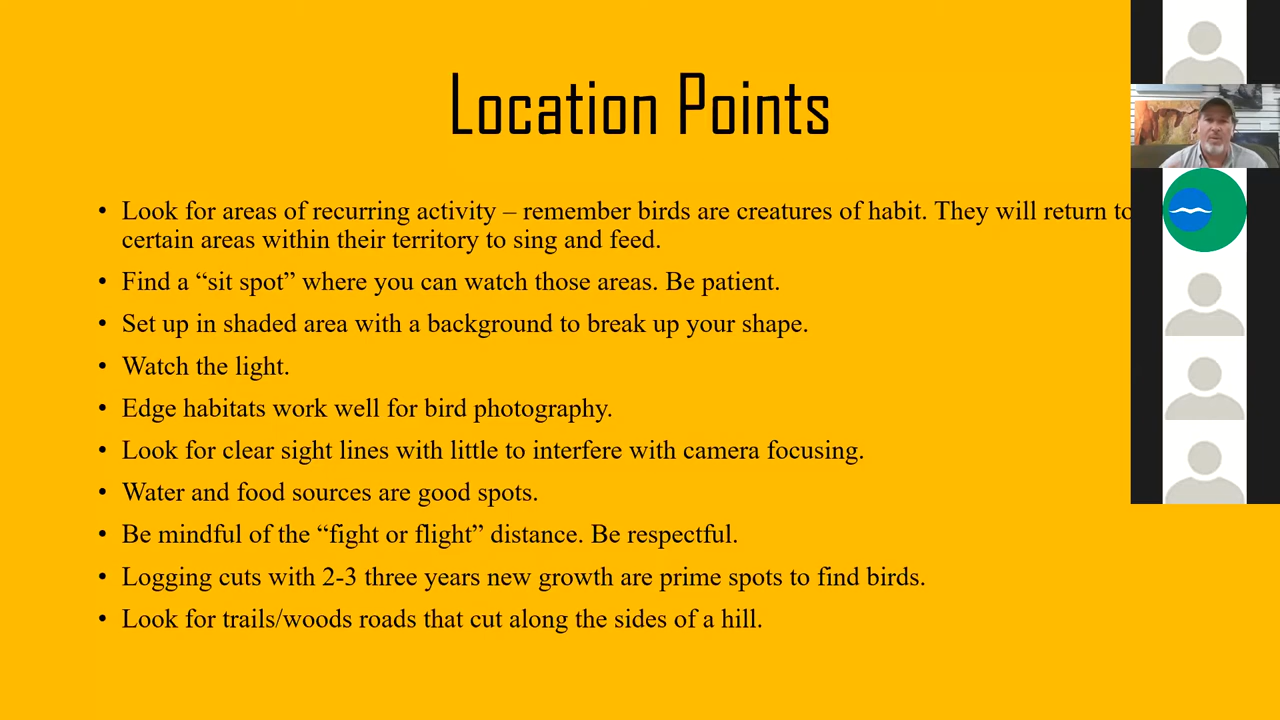 Location Points
• Look for areas of recurring activity – remember birds are creatures of habit. They will return to
certain areas within their territory to sing and feed.
• Find a “sit spot” where you can watch those areas. Be patient.
• Set up in shaded area with a background to break up your shape.
• Watch the light.
• Edge habitats work well for bird photography.
• Look for clear sight lines with little to interfere with camera focusing.
• Water and food sources are good spots.
• Be mindful of the “fight or flight” distance. Be respectful.
• Logging cuts with 2-3 three years new growth are prime spots to find birds.
• Look for trails/woods roads that cut along the sides of a hill.